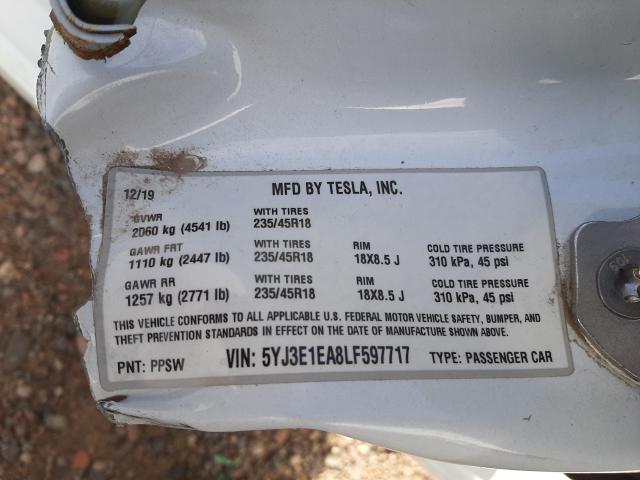 12/19 MFD BY TESLA, INC.
GVWR WITH TIRES
2060 kg (4541 lb) 235/45R18
GAWR FRT WITH TIRES RIM COLD TIRE PRESSURE
1110 kg (2447 lb) 235/45R18 18X8.5 J 310 kPa, 45 psi
GAWR RR WITH TIRES RIM COLD TIRE PRESSURE
1257 kg (2771 lb) 235/45R18 18X8.5 J 310 kPa, 45 psi
THIS VEHICLE CONFORMS TO ALL APPLICABLE U.S. FEDERAL MOTOR VEHICLE SAFETY, BUMPER, AND
THEFT PREVENTION STANDARDS IN EFFECT ON THE DATE OF MANUFACTURE SHOWN ABOVE.
PNT: PPSW VIN: 5YJ3E1EA8LF597717 TYPE: PASSENGER CAR